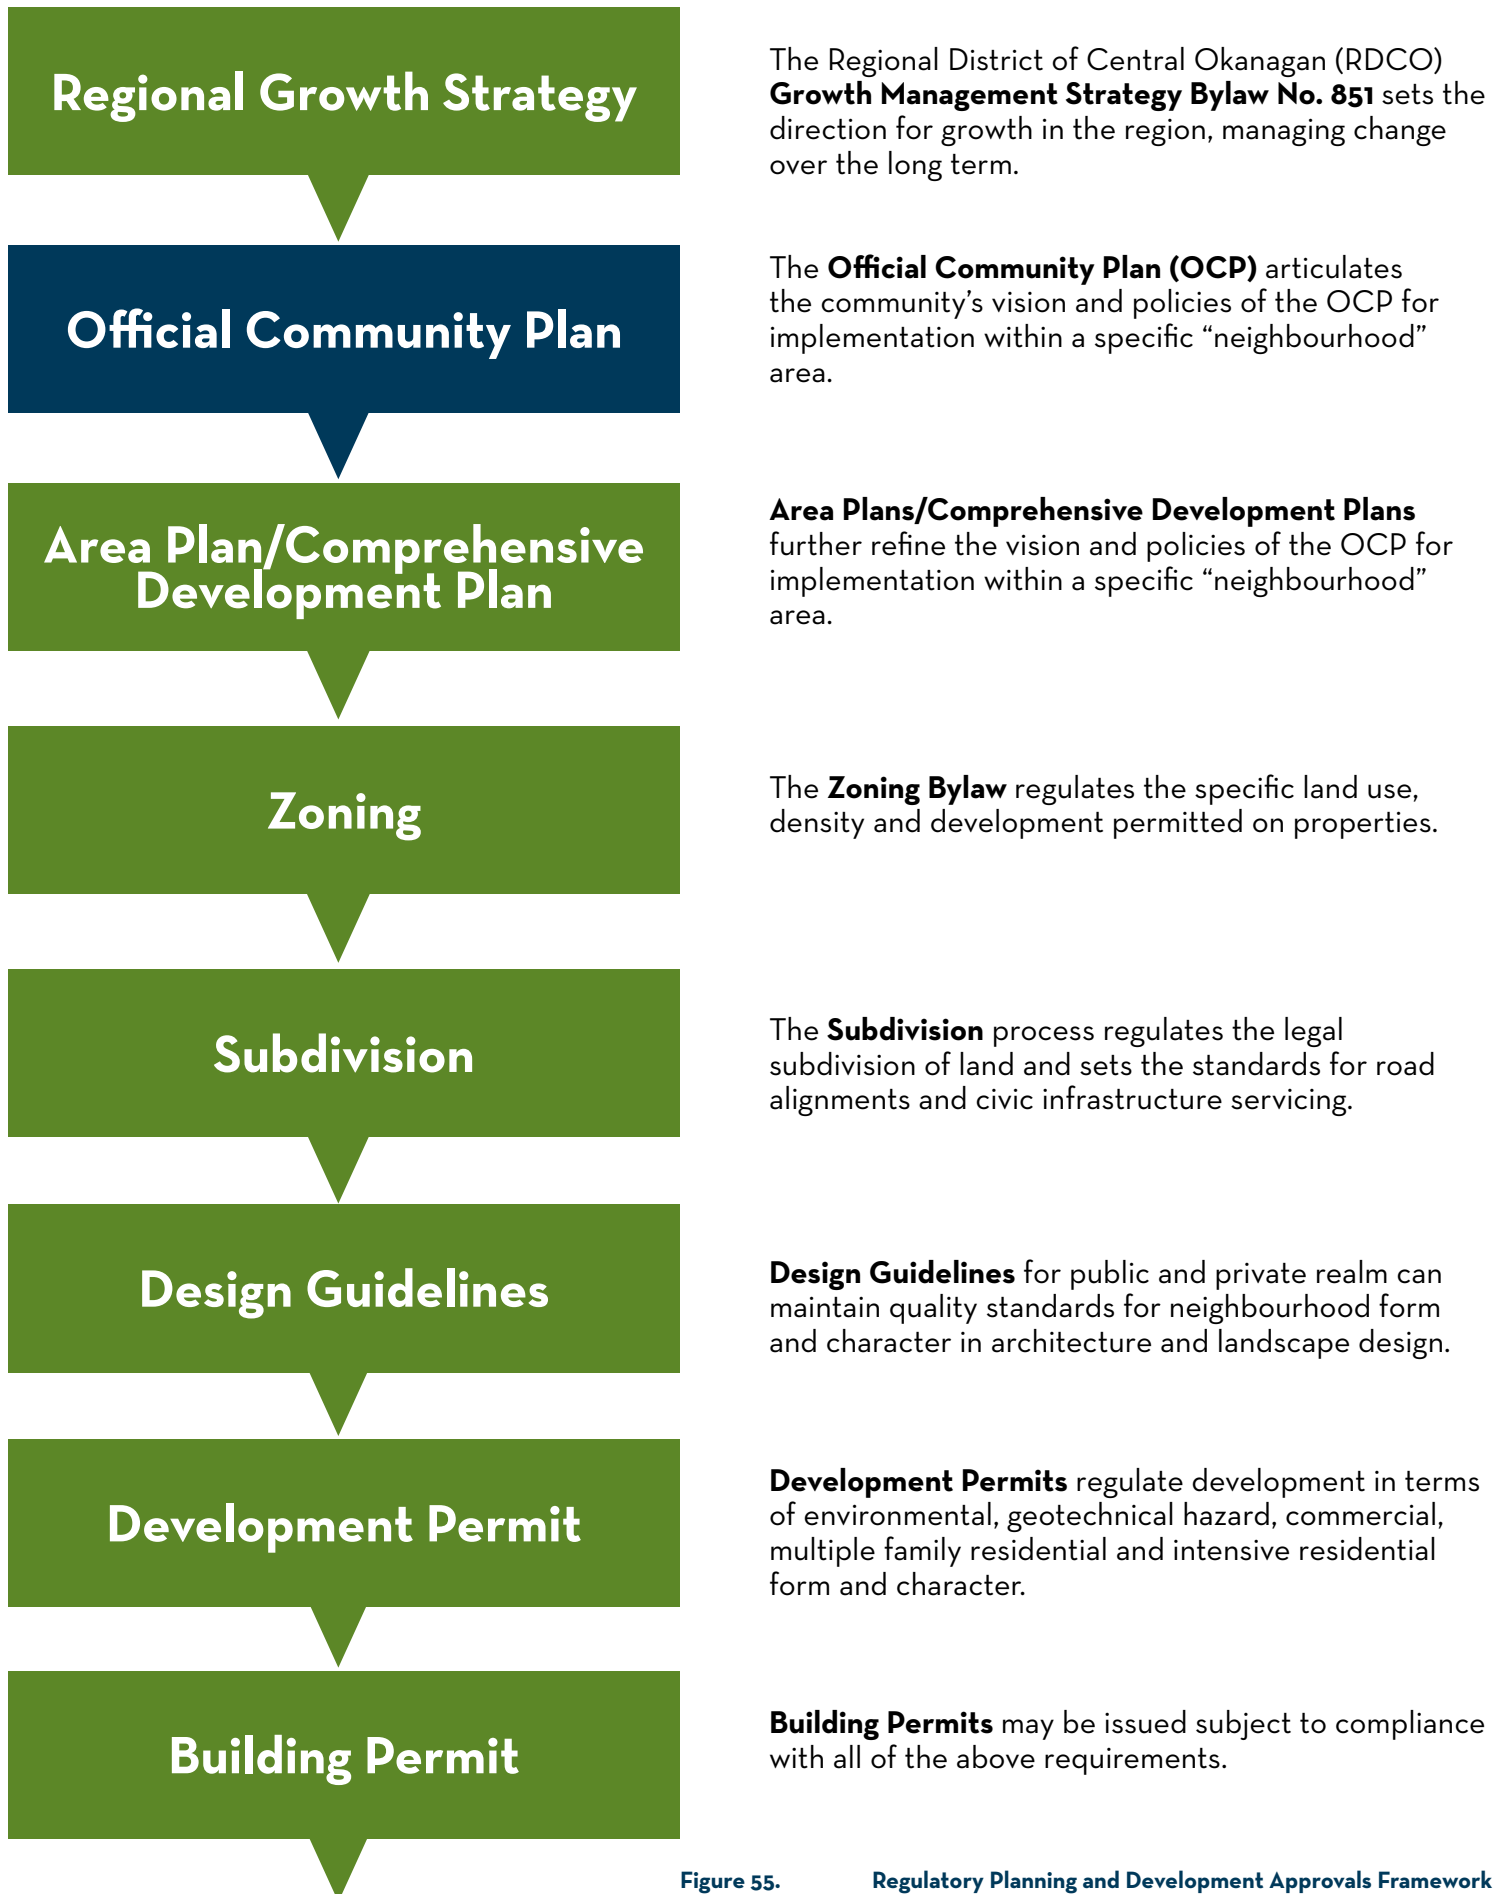 Regional Growth Strategy
The Regional District of Central Okanagan (RDCO)
Growth Management Strategy Bylaw No. 851 sets the
direction for growth in the region, managing change
over the long term.
Official Community Plan
The Official Community Plan (OCP) articulates
the community’s vision and policies of the OCP for
implementation within a specific “neighbourhood”
area.
Area Plan/Comprehensive
Development Plan
Area Plans/Comprehensive Development Plans
further refine the vision and policies of the OCP for
implementation within a specific “neighbourhood”
area.
Zoning
The Zoning Bylaw regulates the specific land use,
density and development permitted on properties.
Subdivision
The Subdivision process regulates the legal
subdivision of land and sets the standards for road
alignments and civic infrastructure servicing.
Design Guidelines
Design Guidelines for public and private realm can
maintain quality standards for neighbourhood form
and character in architecture and landscape design.
Development Permit
Development Permits regulate development in terms
of environmental, geotechnical hazard, commercial,
multiple family residential and intensive residential
form and character.
Building Permit
Building Permits may be issued subject to compliance
with all of the above requirements.
Figure 55. Regulatory Planning and Development Approvals Framework